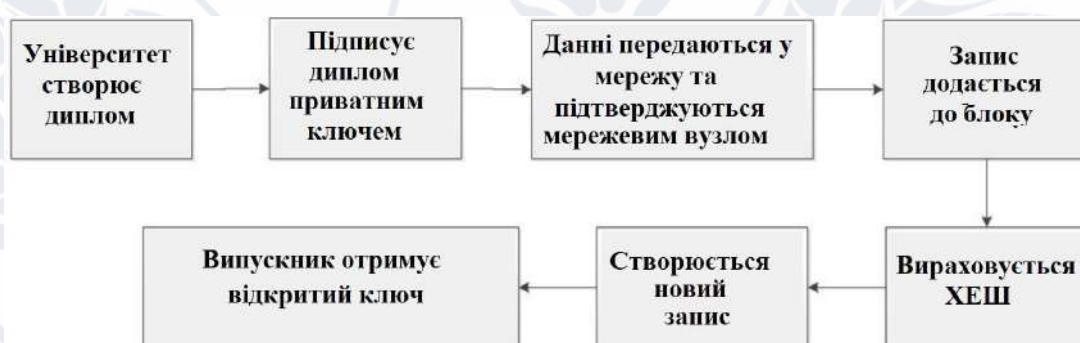 Університет
створює
диплом
Підписує
диплом
приватним
ключем
Данні передаються у
мережу та
підтверджуються
мережевим вузлом
Запис
додається
до блоку
Вираховується
ХЕШ
Створюється
новий
запис
Випускник отримує
відкритий ключ